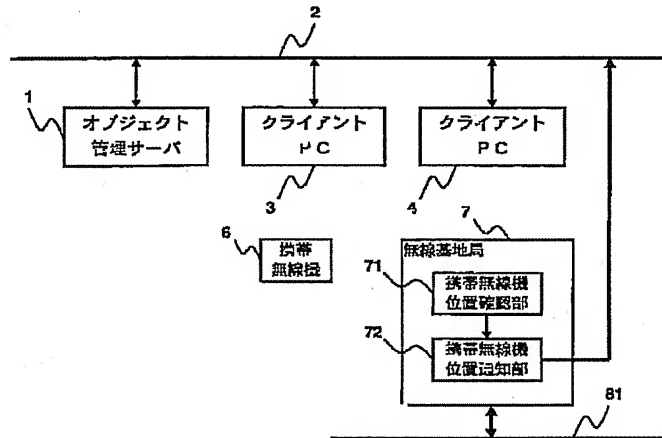 2
1
オブジェクト
管理サーバ
クライアント
PC
クライアント
PC
3
4
7
6
携帯
無線機
無線基地局
71
携帯無線機
位置確認部
72
携帯無線機
位置通知部
81